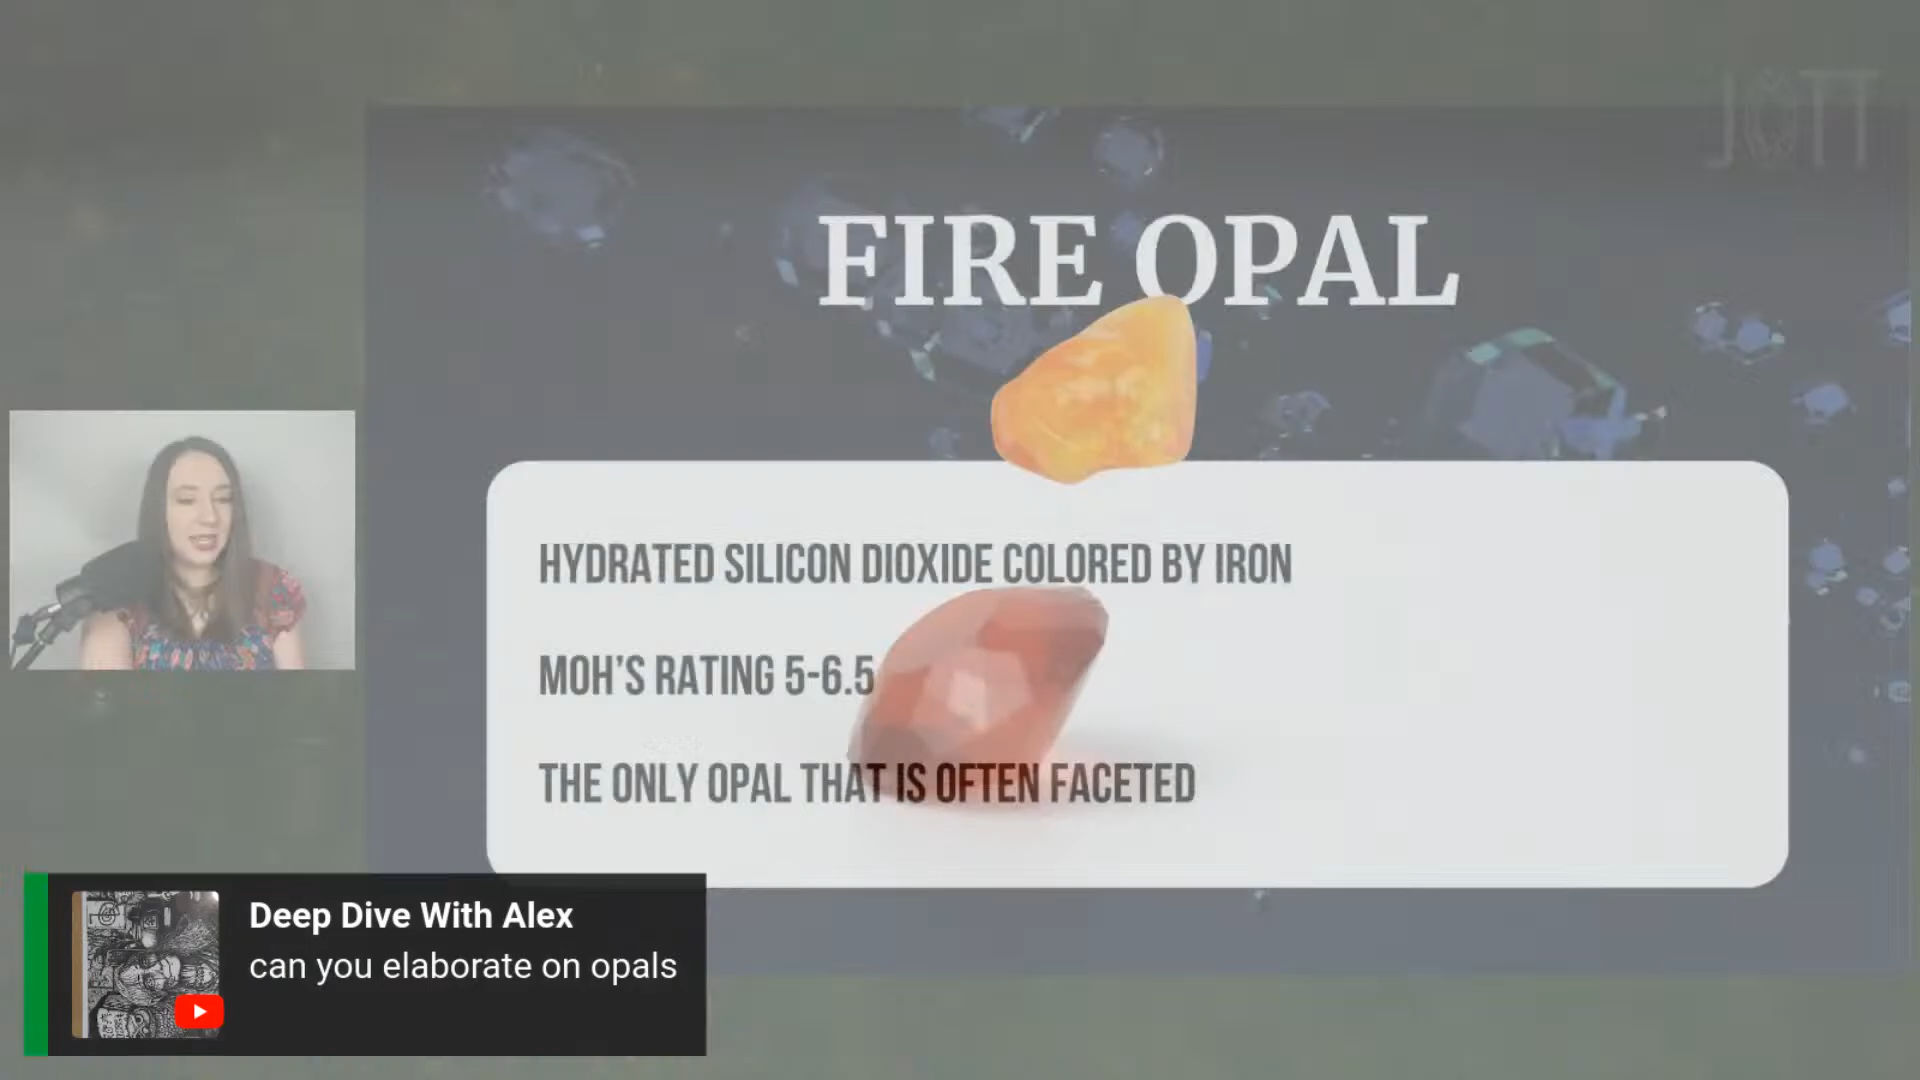 JOTT
FIRE OPAL
HYDRATED SILICON DIOXIDE COLORED BY IRON
MOH'S RATING 5-6.5
THE ONLY OPAL THAT IS OFTEN FACETED
Deep Dive With Alex
can you elaborate on opals